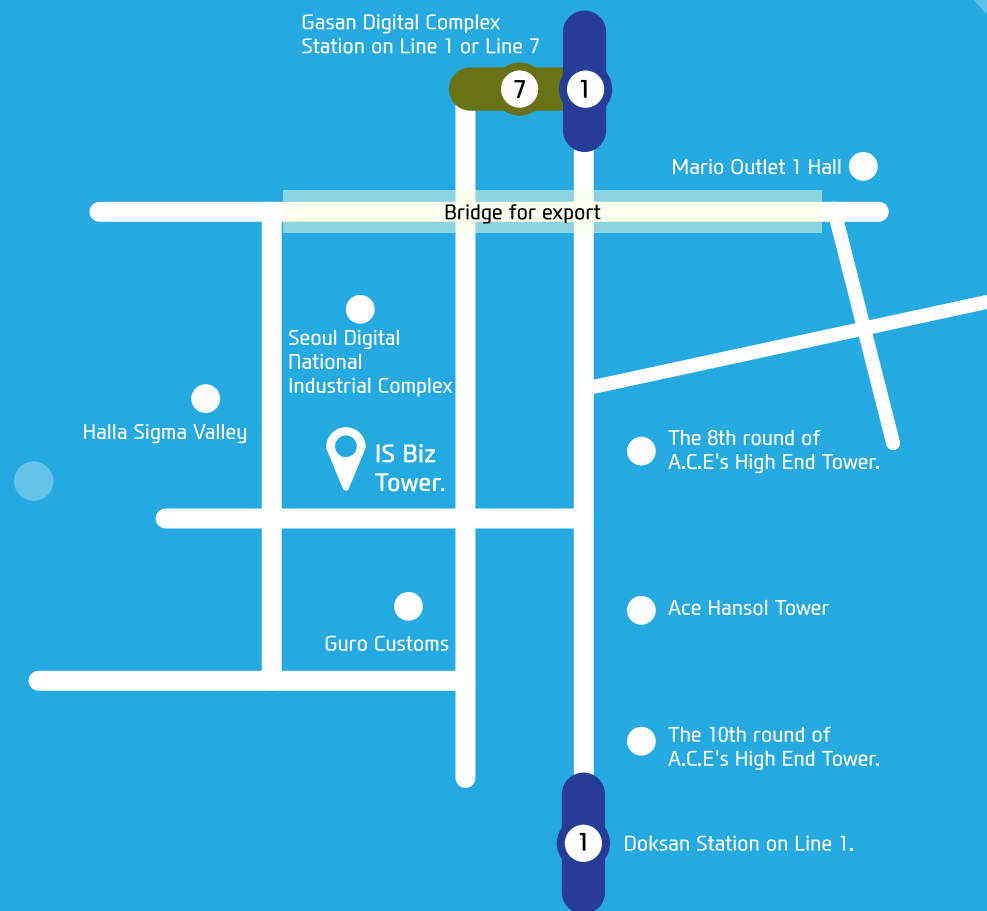 Gasan Digital Complex
Station on Line 1 or Line 7
7
1
Mario Outlet 1 Hall
Bridge for export
Seoul Digital
National
Industrial Complex
Halla Sigma Valley
IS Biz
Tower.
The 8th round of
A.C.E's High End Tower.
Guro Customs
Ace Hansol Tower
The 10th round of
A.C.E's High End Tower.
1
Doksan Station on Line 1.